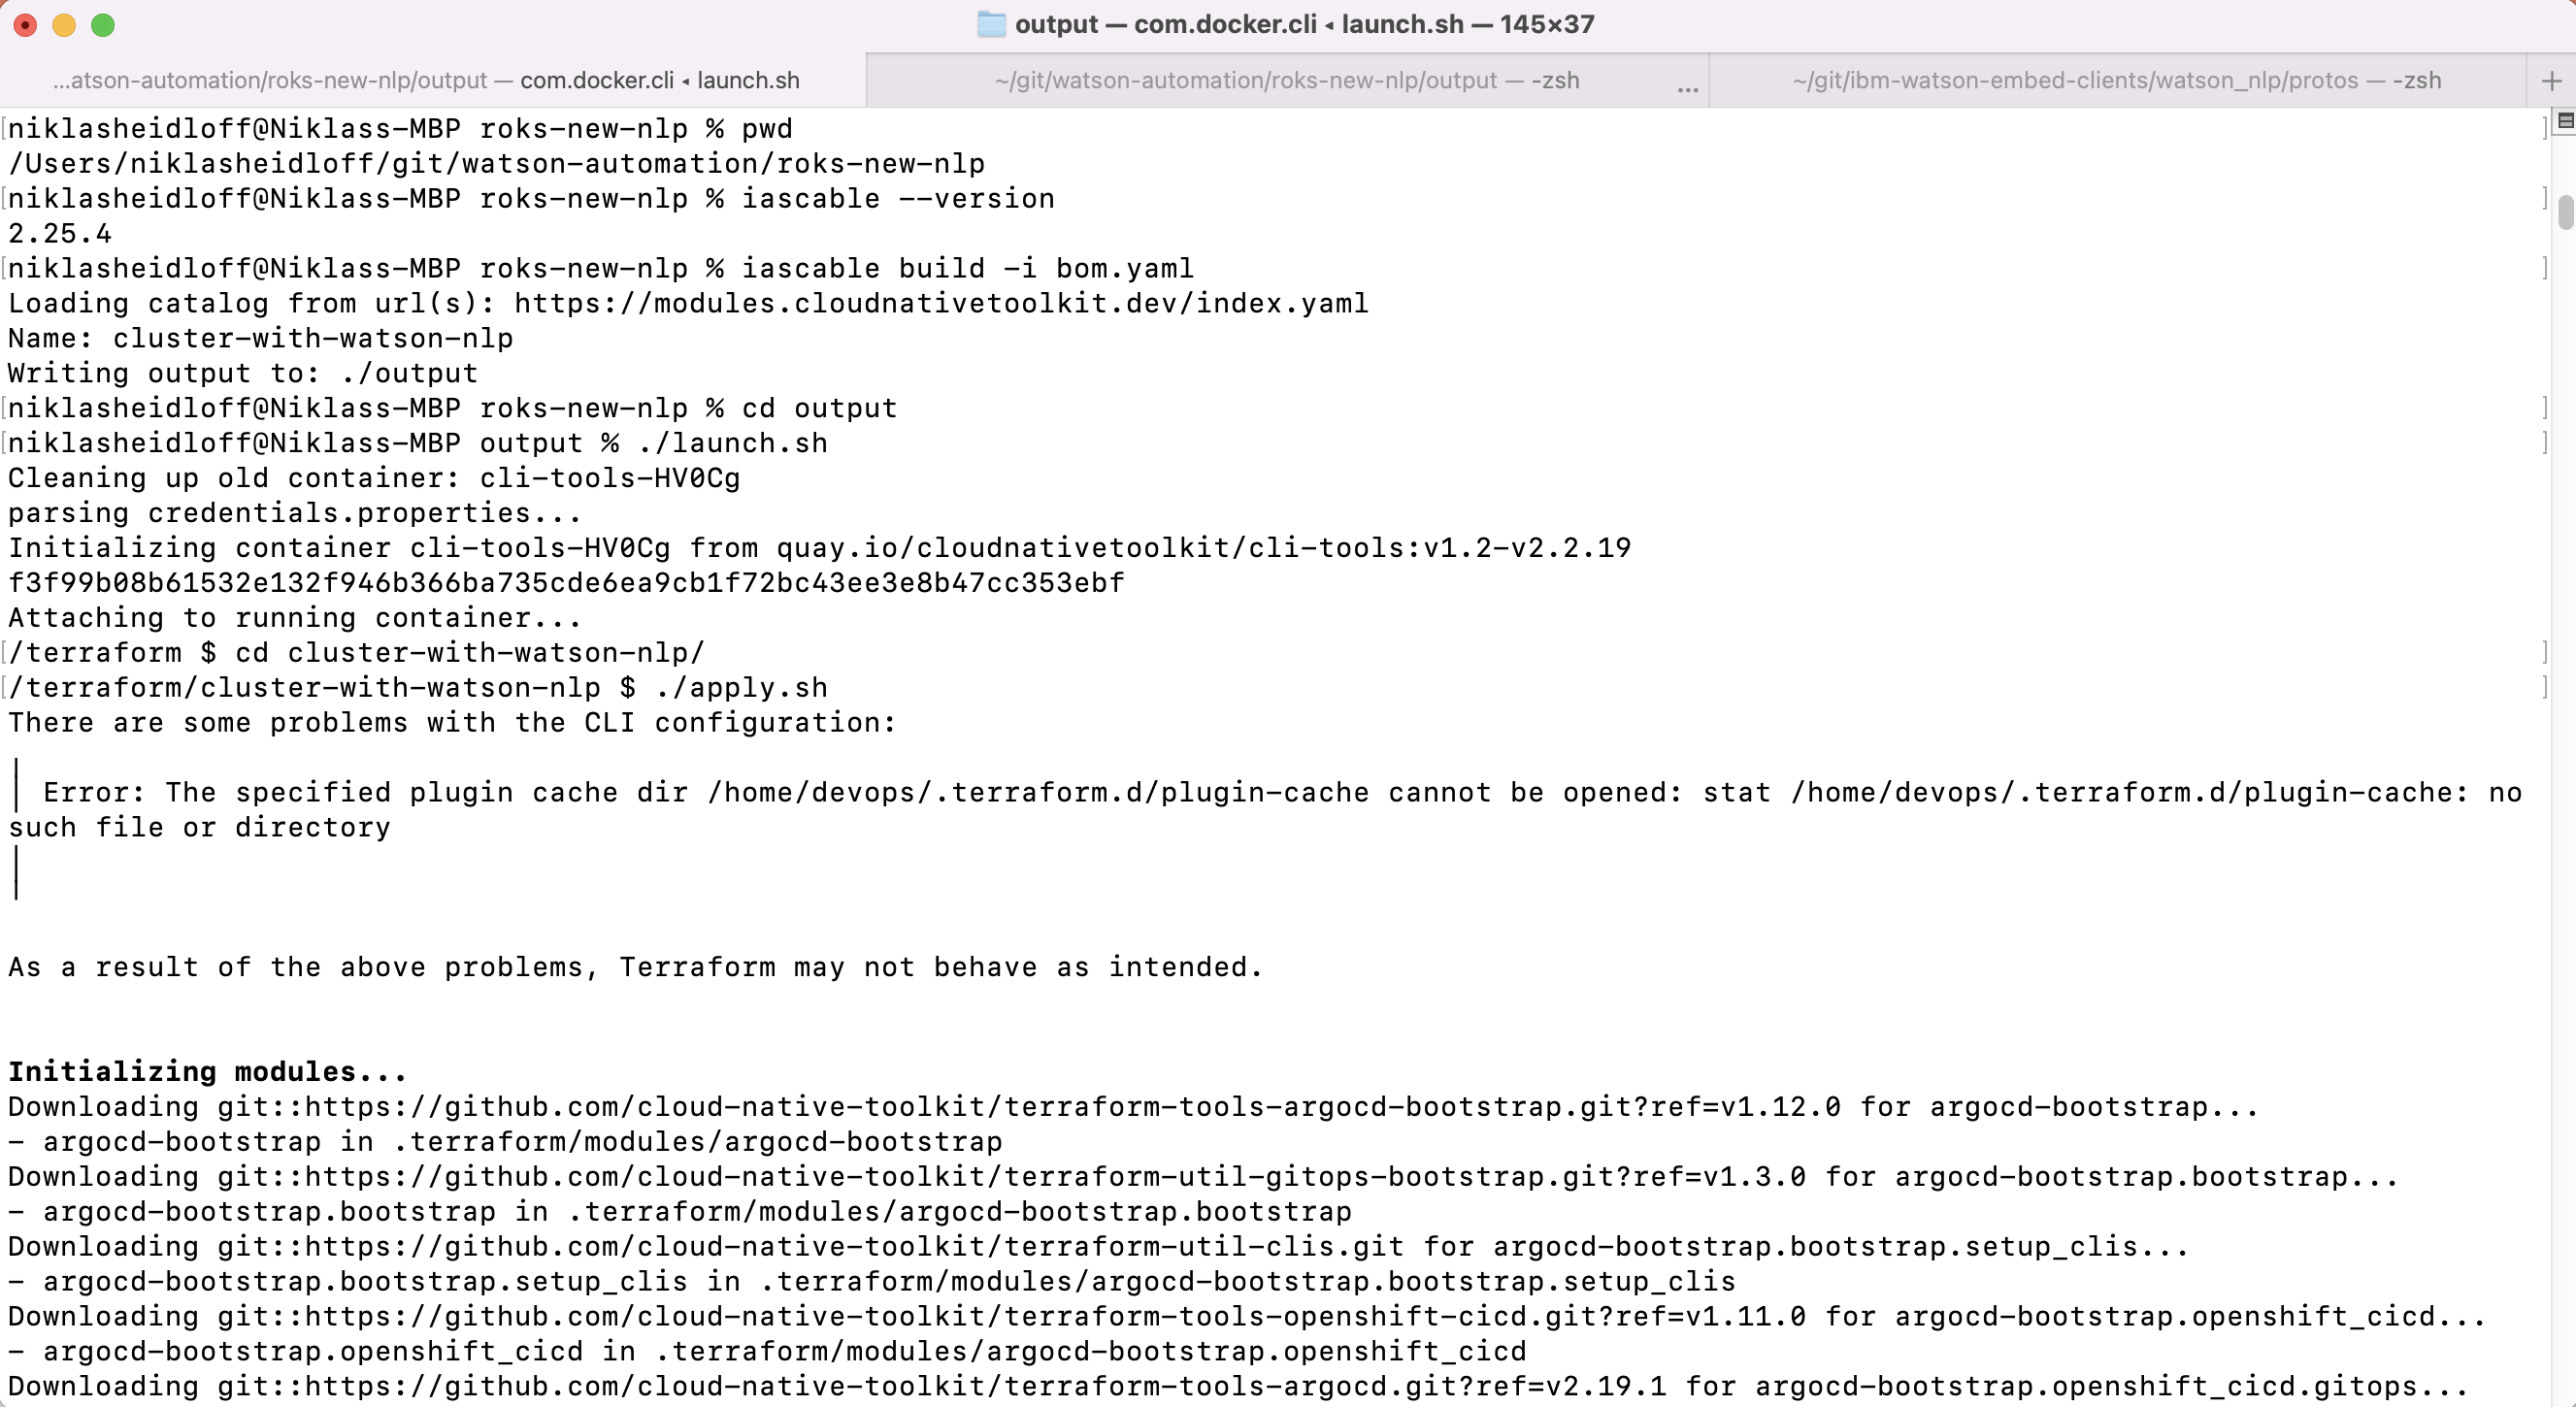 output — com.docker.cli ◂ launch.sh — 145×37
...atson-automation/roks-new-nlp/output — com.docker.cli ◂ launch.sh
~/git/watson-automation/roks-new-nlp/output — -zsh ...
~/git/ibm-watson-embed-clients/watson_nlp/protos — -zsh +
[niklasheidloff@Niklass-MBP roks-new-nlp % pwd ]
/Users/niklasheidloff/git/watson-automation/roks-new-nlp
[niklasheidloff@Niklass-MBP roks-new-nlp % iascable --version ]
2.25.4
[niklasheidloff@Niklass-MBP roks-new-nlp % iascable build -i bom.yaml ]
Loading catalog from url(s): https://modules.cloudnativetoolkit.dev/index.yaml
Name: cluster-with-watson-nlp
Writing output to: ./output
[niklasheidloff@Niklass-MBP roks-new-nlp % cd output ]
[niklasheidloff@Niklass-MBP output % ./launch.sh ]
Cleaning up old container: cli-tools-HV0Cg
parsing credentials.properties...
Initializing container cli-tools-HV0Cg from quay.io/cloudnativetoolkit/cli-tools:v1.2-v2.2.19
f3f99b08b61532e132f946b366ba735cde6ea9cb1f72bc43ee3e8b47cc353ebf
Attaching to running container...
[/terraform $ cd cluster-with-watson-nlp/ ]
[/terraform/cluster-with-watson-nlp $ ./apply.sh ]
There are some problems with the CLI configuration:
│ Error: The specified plugin cache dir /home/devops/.terraform.d/plugin-cache cannot be opened: stat /home/devops/.terraform.d/plugin-cache: no
such file or directory
As a result of the above problems, Terraform may not behave as intended.
Initializing modules...
Downloading git::https://github.com/cloud-native-toolkit/terraform-tools-argocd-bootstrap.git?ref=v1.12.0 for argocd-bootstrap...
- argocd-bootstrap in .terraform/modules/argocd-bootstrap
Downloading git::https://github.com/cloud-native-toolkit/terraform-util-gitops-bootstrap.git?ref=v1.3.0 for argocd-bootstrap.bootstrap...
- argocd-bootstrap.bootstrap in .terraform/modules/argocd-bootstrap.bootstrap
Downloading git::https://github.com/cloud-native-toolkit/terraform-util-clis.git for argocd-bootstrap.bootstrap.setup_clis...
- argocd-bootstrap.bootstrap.setup_clis in .terraform/modules/argocd-bootstrap.bootstrap.setup_clis
Downloading git::https://github.com/cloud-native-toolkit/terraform-tools-openshift-cicd.git?ref=v1.11.0 for argocd-bootstrap.openshift_cicd...
- argocd-bootstrap.openshift_cicd in .terraform/modules/argocd-bootstrap.openshift_cicd
Downloading git::https://github.com/cloud-native-toolkit/terraform-tools-argocd.git?ref=v2.19.1 for argocd-bootstrap.openshift_cicd.gitops...